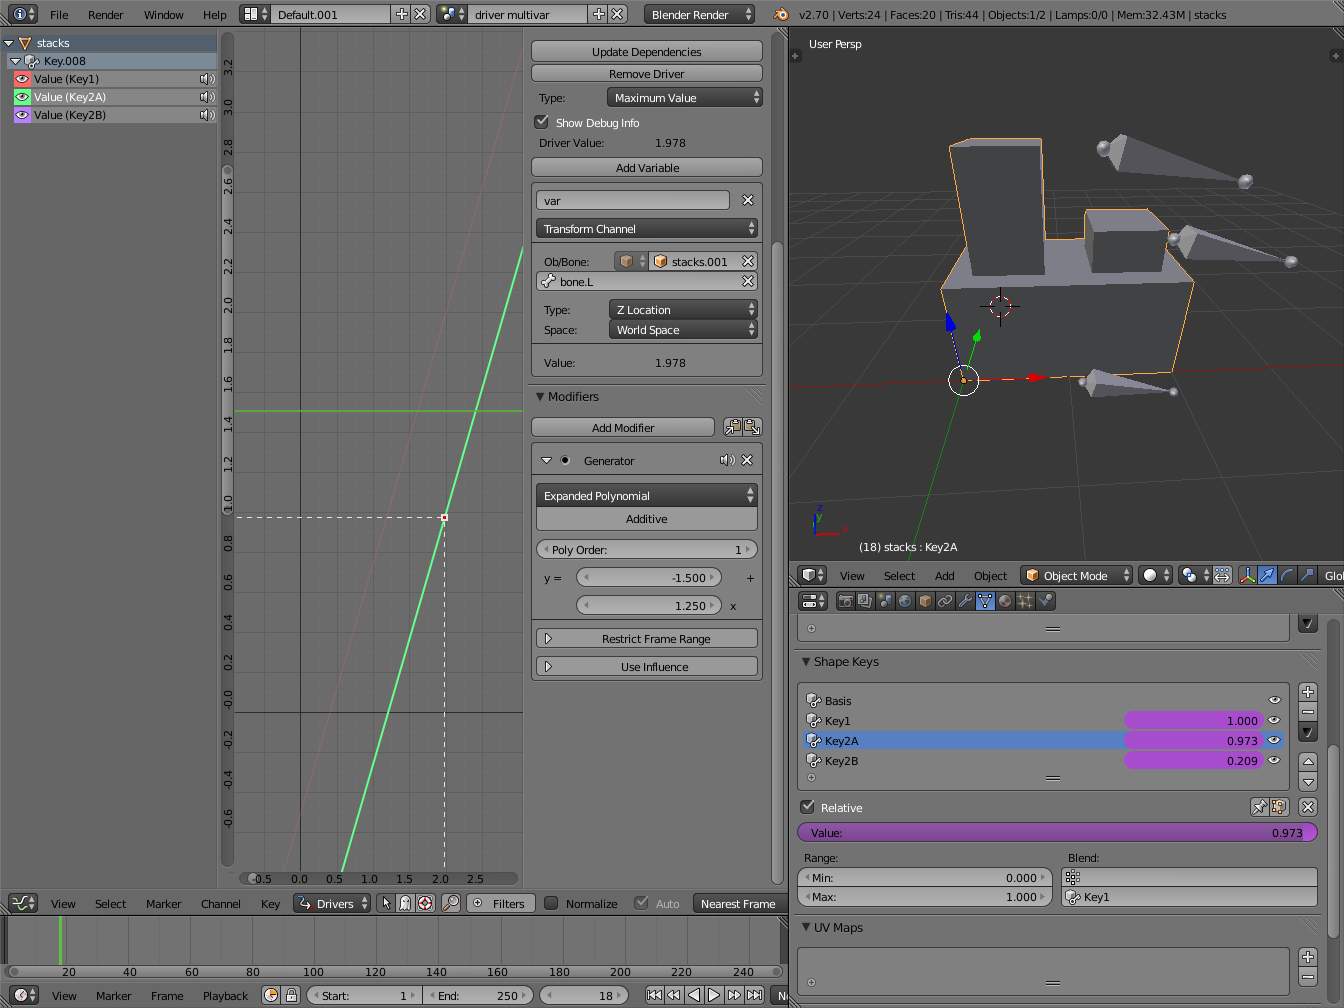 File Render Window Help Default.001 driver multivar Blender Render v2.70 | Verts:24 | Faces:20 | Tris:44 | Objects:1/2 | Lamps:0/0 | Mem:32.43M | stacks
stacks
Key.008
Value (Key1)
Value (Key2A)
Value (Key2B)
3.2
3.0
2.8
2.6
2.4
2.2
2.0
1.8
1.6
1.4
1.2
1.0
0.8
0.6
0.4
0.2
-0.0
-0.2
-0.4
-0.6
-0.5 0.0 0.5 1.0 1.5 2.0 2.5
Update Dependencies
Remove Driver
Type: Maximum Value
Show Debug Info
Driver Value: 1.978
Add Variable
var
Transform Channel
Ob/Bone: stacks.001
bone.L
Type: Z Location
Space: World Space
Value: 1.978
Modifiers
Add Modifier
Generator
Expanded Polynomial
Additive
Poly Order: 1
y = -1.500 +
1.250 x
Restrict Frame Range
Use Influence
View Select Marker Channel Key Drivers Filters Normalize Auto Nearest Frame
20 40 60 80 100 120 140 160 180 200 220 240
View Marker Frame Playback Start: 1 End: 250 18 N
User Persp
z
y
x
(18) stacks : Key2A
View Select Add Object Object Mode Glo
Shape Keys
Basis
Key1 1.000
Key2A 0.973
Key2B 0.209
Relative
Value: 0.973
Range: Blend:
Min: 0.000
Max: 1.000 Key1
UV Maps